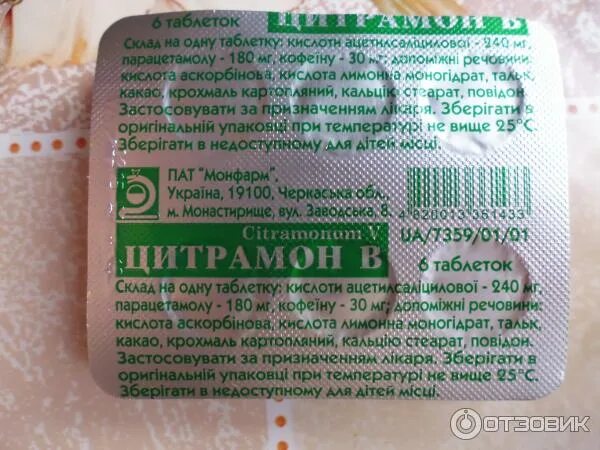 6 таблеток ЦИТРАМОН В
Склад на одну таблетку: кислоти ацетилсаліцилової - 240 мг,
парацетамолу - 180 мг, кофеїну - 30 мг; допоміжні речовини:
кислота аскорбінова, кислота лимонна моногідрат, тальк,
какао, крохмаль картопляний, кальцію стеарат, повідон.
Застосовувати за призначенням лікаря. Зберігати в
оригінальній упаковці при температурі не вище 25°С.
Зберігати в недоступному для дітей місці.
ПАТ "Монфарм",
Україна, 19100, Черкаська обл.,
м. Монастирище, вул. Заводська, 8.
4 820013 361433
Citramonum V
UA/7359/01/01
ЦИТРАМОН В 6 таблеток
Склад на одну таблетку: кислоти ацетилсаліцилової - 240 мг,
парацетамолу - 180 мг, кофеїну - 30 мг; допоміжні речовини:
кислота аскорбінова, кислота лимонна моногідрат, тальк,
какао, крохмаль картопляний, кальцію стеарат, повідон.
Застосовувати за призначенням лікаря. Зберігати в
оригінальній упаковці при температурі не вище 25°С.
Зберігати в недоступному для дітей місці.
ОТЗОВИК